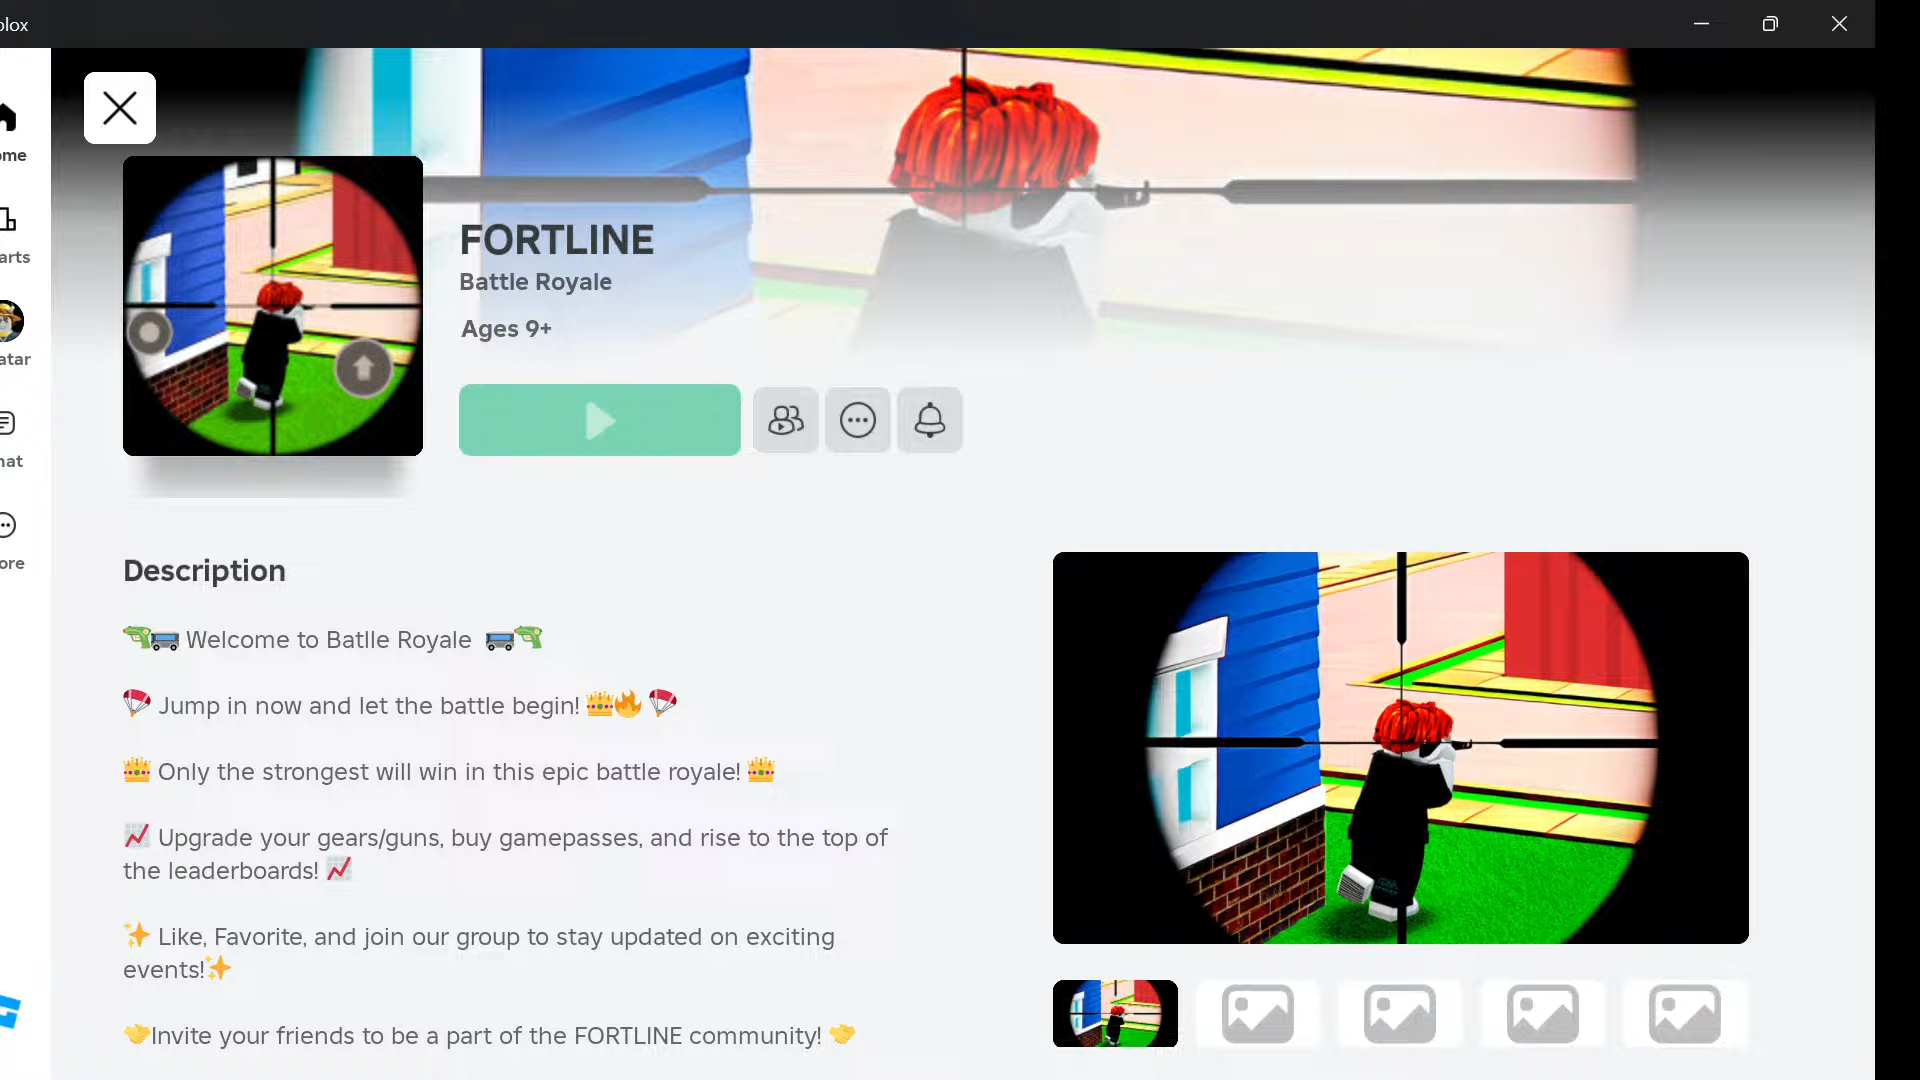 blox
ome
arts
atar
hat
ore
FORTLINE
Battle Royale
Ages 9+
Description
Welcome to Batlle Royale
Jump in now and let the battle begin!
Only the strongest will win in this epic battle royale!
Upgrade your gears/guns, buy gamepasses, and rise to the top of
the leaderboards!
Like, Favorite, and join our group to stay updated on exciting
events!
Invite your friends to be a part of the FORTLINE community!